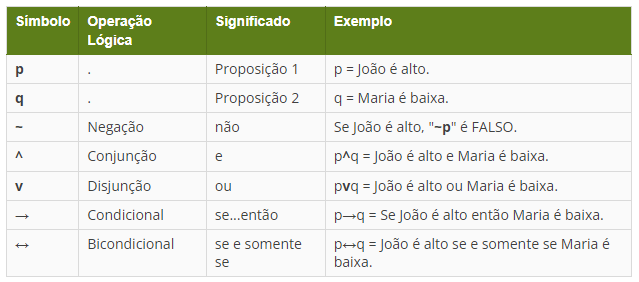 Símbolo Operação Lógica Significado Exemplo
p . Proposição 1 p = João é alto.
q . Proposição 2 q = Maria é baixa.
~ Negação não Se João é alto, "~p" é FALSO.
^ Conjunção e p^q = João é alto e Maria é baixa.
v Disjunção ou pvq = João é alto ou Maria é baixa.
→ Condicional se...então p→q = Se João é alto então Maria é baixa.
↔ Bicondicional se e somente se p↔q = João é alto se e somente se Maria é baixa.